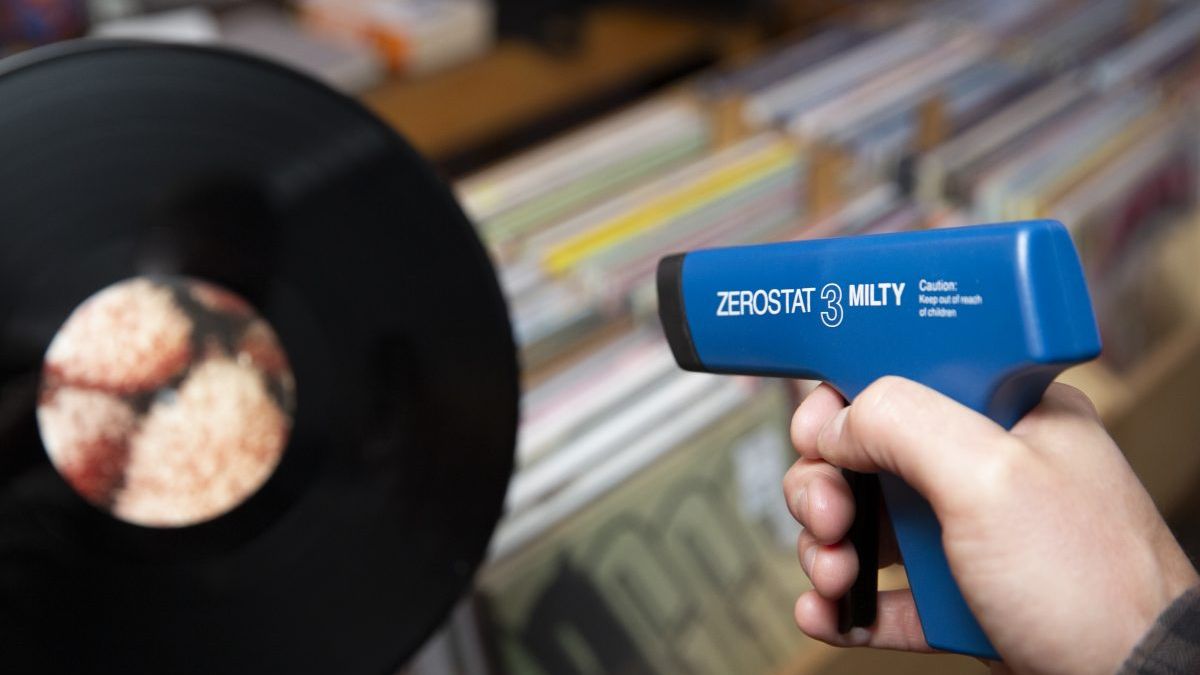 ZEROSTAT 3 MILTY
Caution:
Keep out of reach
of children